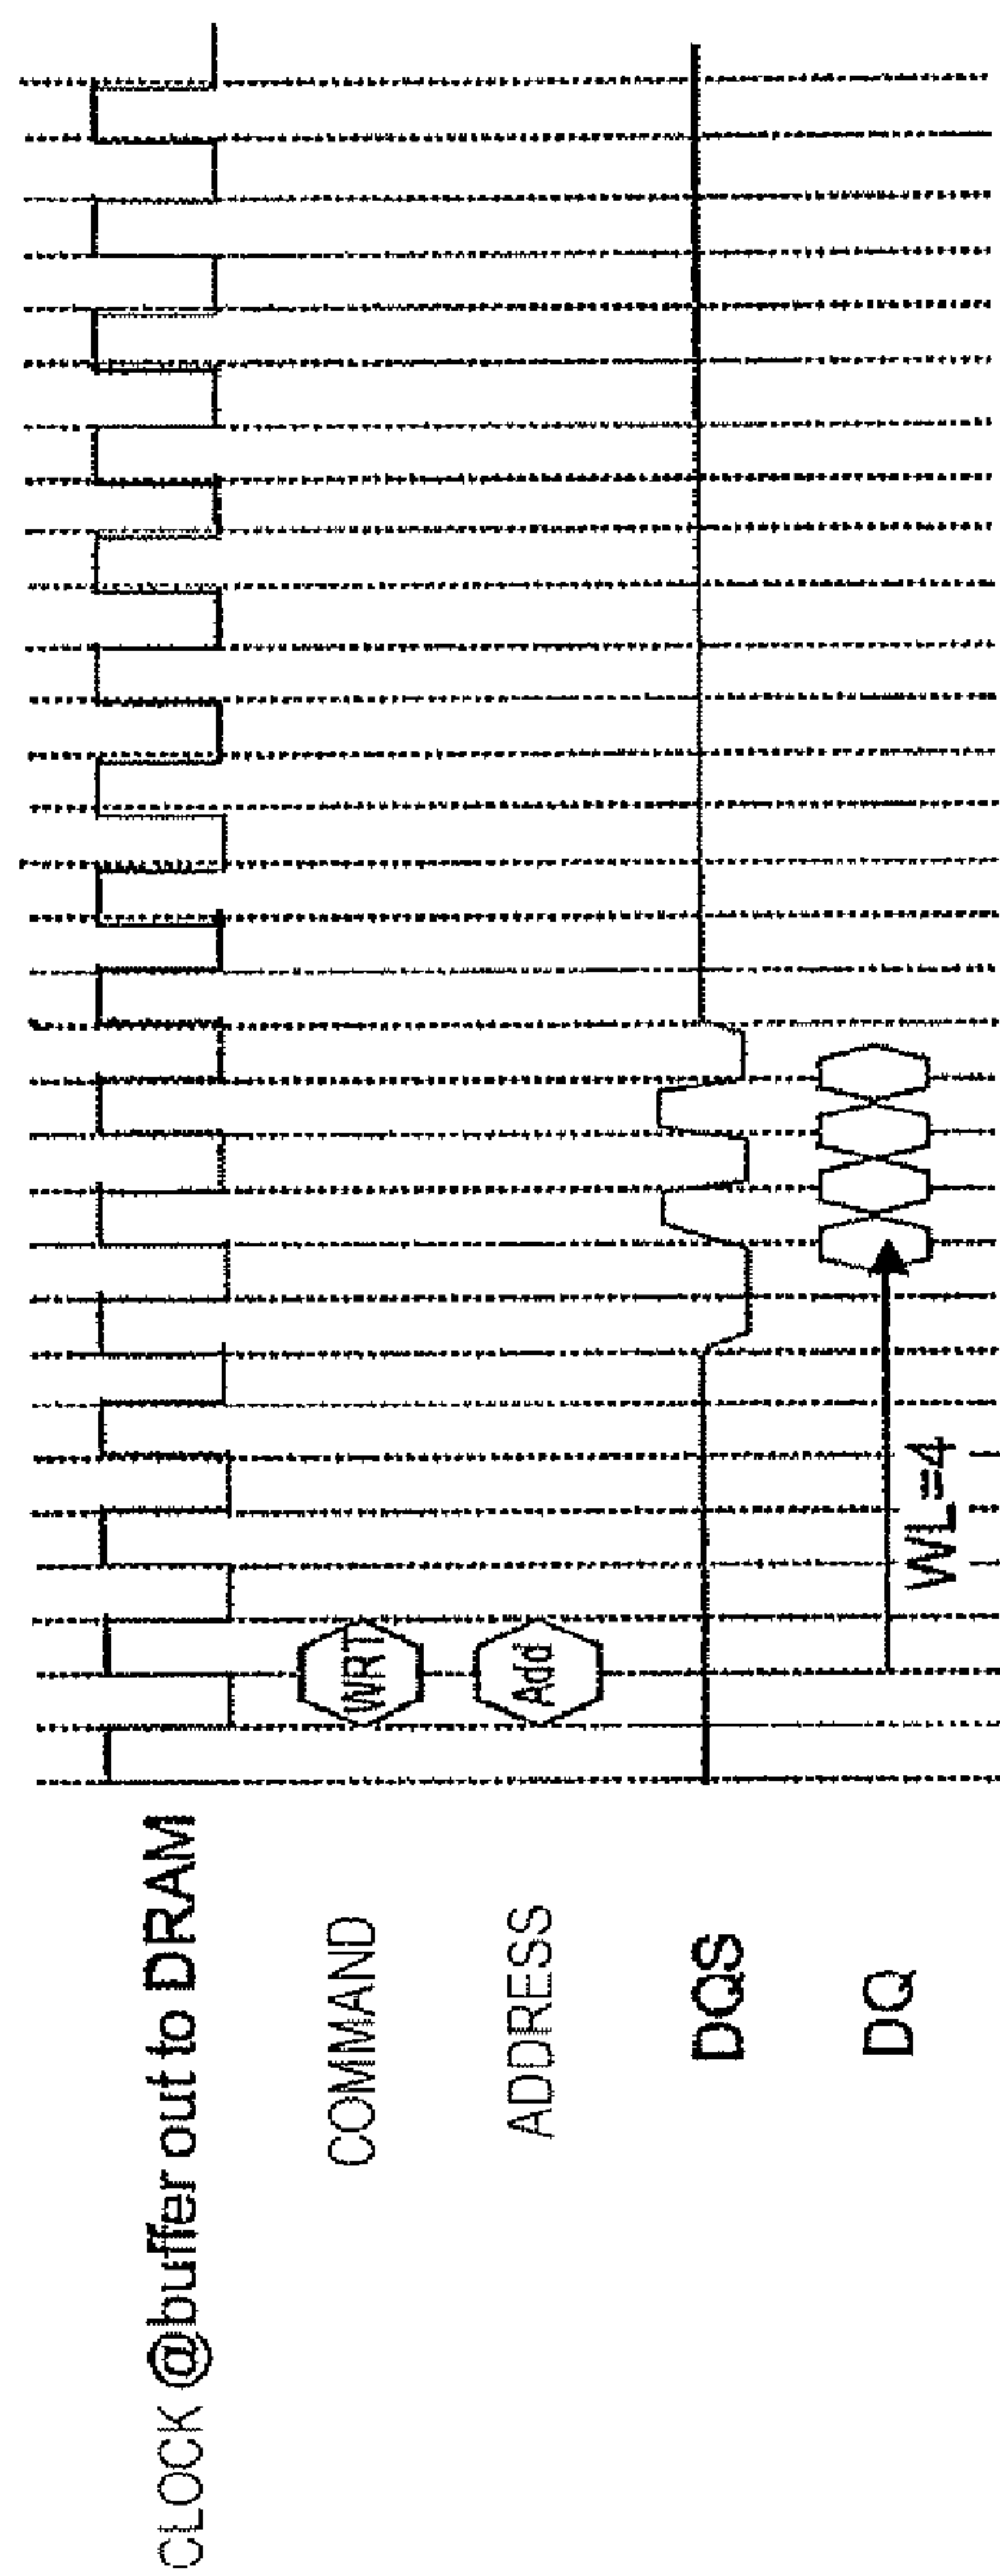 CLOCK @buffer out to DRAM
COMMAND
WRT
ADDRESS
Add
DQS
DQ
WL =4